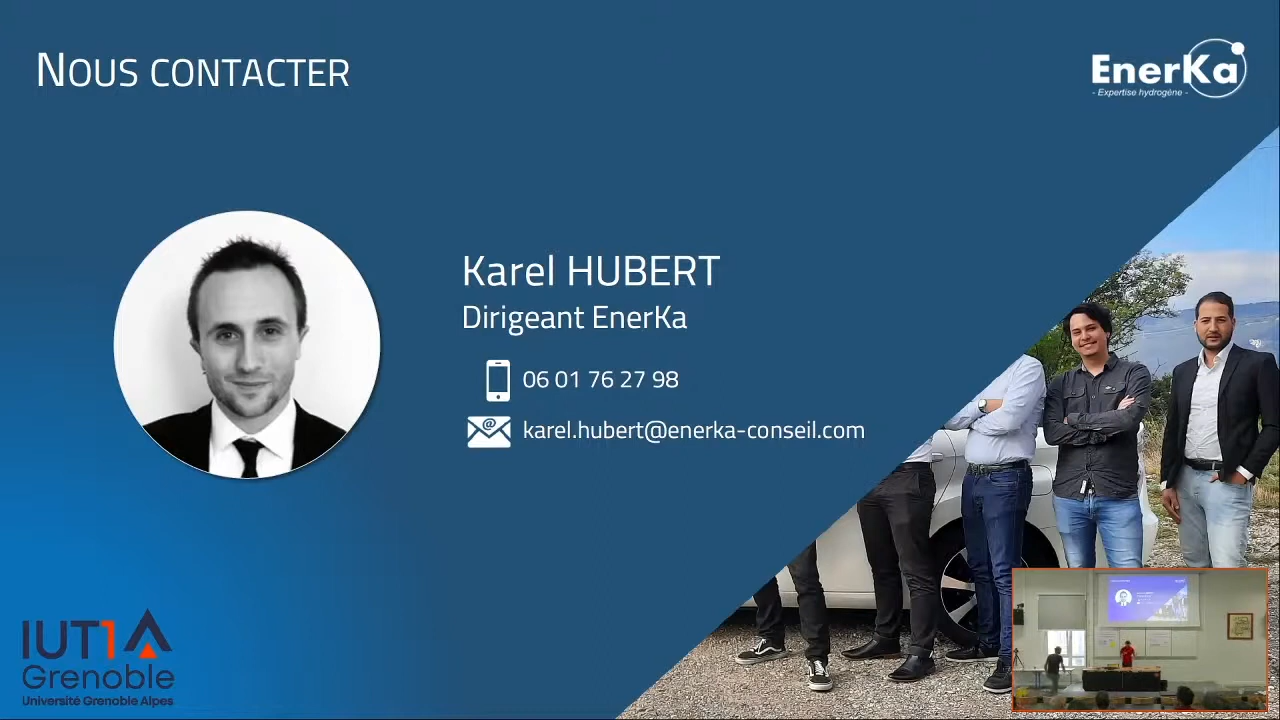 NOUS CONTACTER
EnerKa
- Expertise hydrogène -
Karel HUBERT
Dirigeant EnerKa
06 01 76 27 98
@
karel.hubert@enerka-conseil.com
IUT1
Grenoble
Université Grenoble Alpes